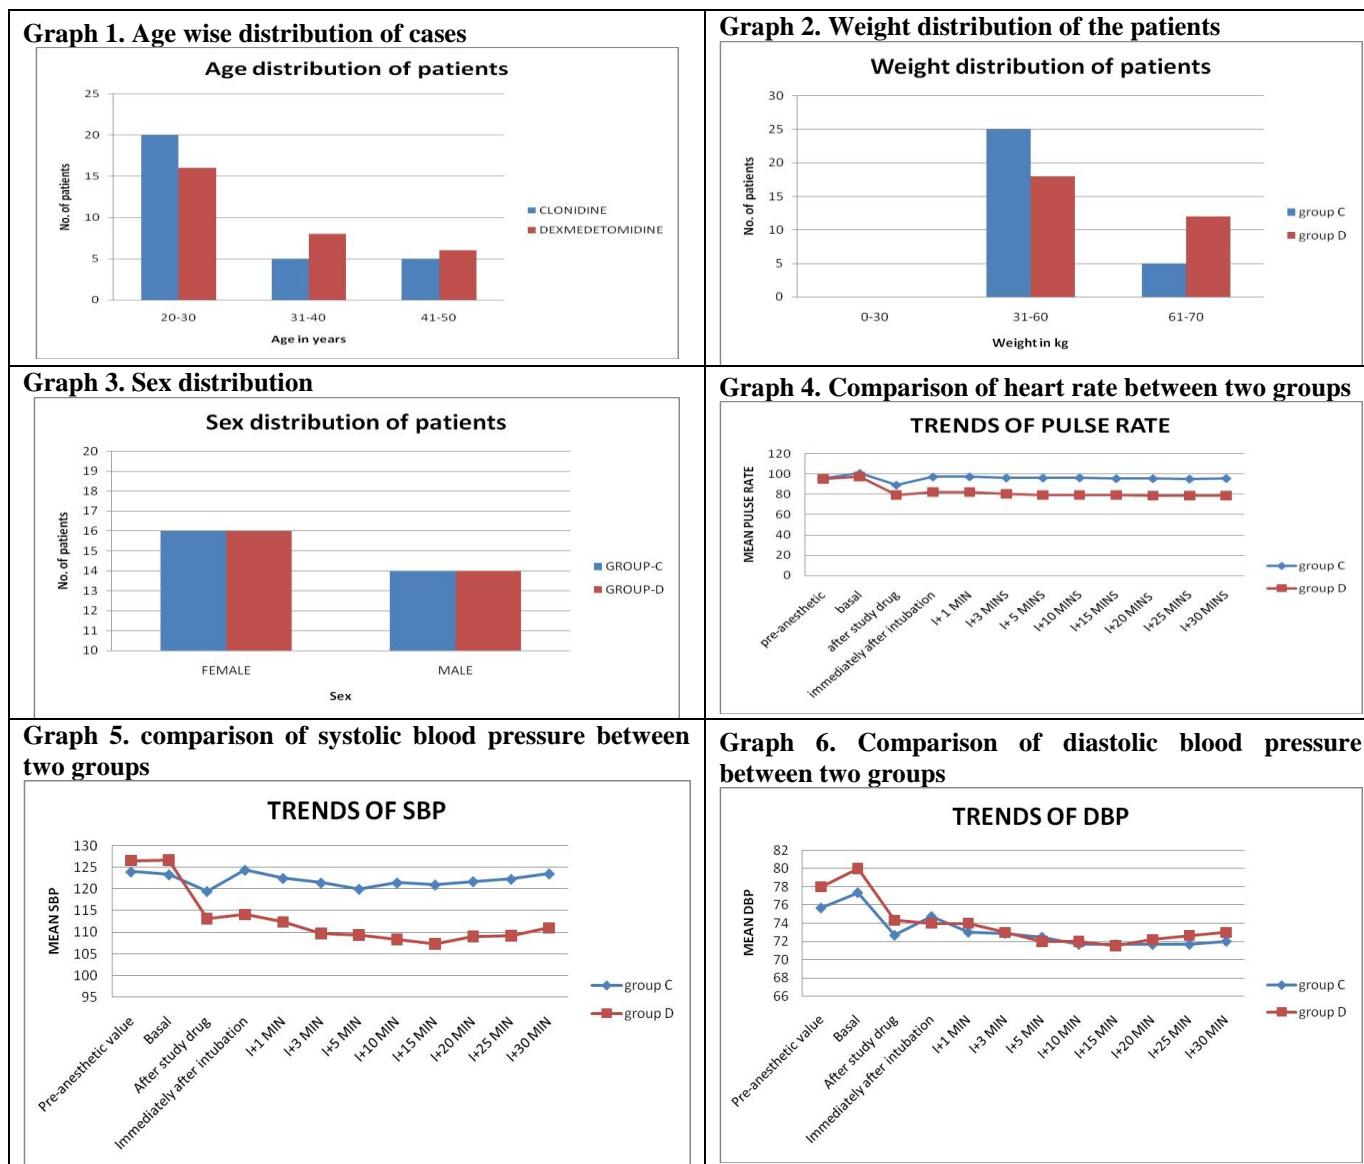 Graph 1. Age wise distribution of cases
Age distribution of patients
25
20
15
10
5
0
No. of patients
20-30 31-40 41-50
Age in years
CLONIDINE
DEXMEDETOMIDINE
Graph 2. Weight distribution of the patients
Weight distribution of patients
30
25
20
15
10
5
0
No. of patients
0-30 31-60 61-70
Weight in kg
group C
group D
Graph 3. Sex distribution
Sex distribution of patients
20
19
18
17
16
15
14
13
12
11
10
No. of patients
FEMALE MALE
Sex
GROUP-C
GROUP-D
Graph 4. Comparison of heart rate between two groups
TRENDS OF PULSE RATE
120
100
80
60
40
20
0
MEAN PULSE RATE
pre-anesthetic
basal
after study drug
immediately after intubation
I+ 1 MIN
I+3 MINS
I+ 5 MINS
I+10 MINS
I+15 MINS
I+20 MINS
I+25 MINS
I+30 MINS
group C
group D
Graph 5. comparison of systolic blood pressure between
two groups
TRENDS OF SBP
130
125
120
115
110
105
100
95
MEAN SBP
Pre-anesthetic value
Basal
After study drug
Immediately after intubation
I+1 MIN
I+3 MIN
I+5 MIN
I+10 MIN
I+15 MIN
I+20 MIN
I+25 MIN
I+30 MIN
group C
group D
Graph 6. Comparison of diastolic blood pressure
between two groups
TRENDS OF DBP
82
80
78
76
74
72
70
68
66
MEAN DBP
Pre-anesthetic value
Basal
After study drug
Immediately after intubation
I+1 MIN
I+3 MIN
I+5 MIN
I+10 MIN
I+15 MIN
I+20 MIN
I+25 MIN
I+30 MIN
group C
group D